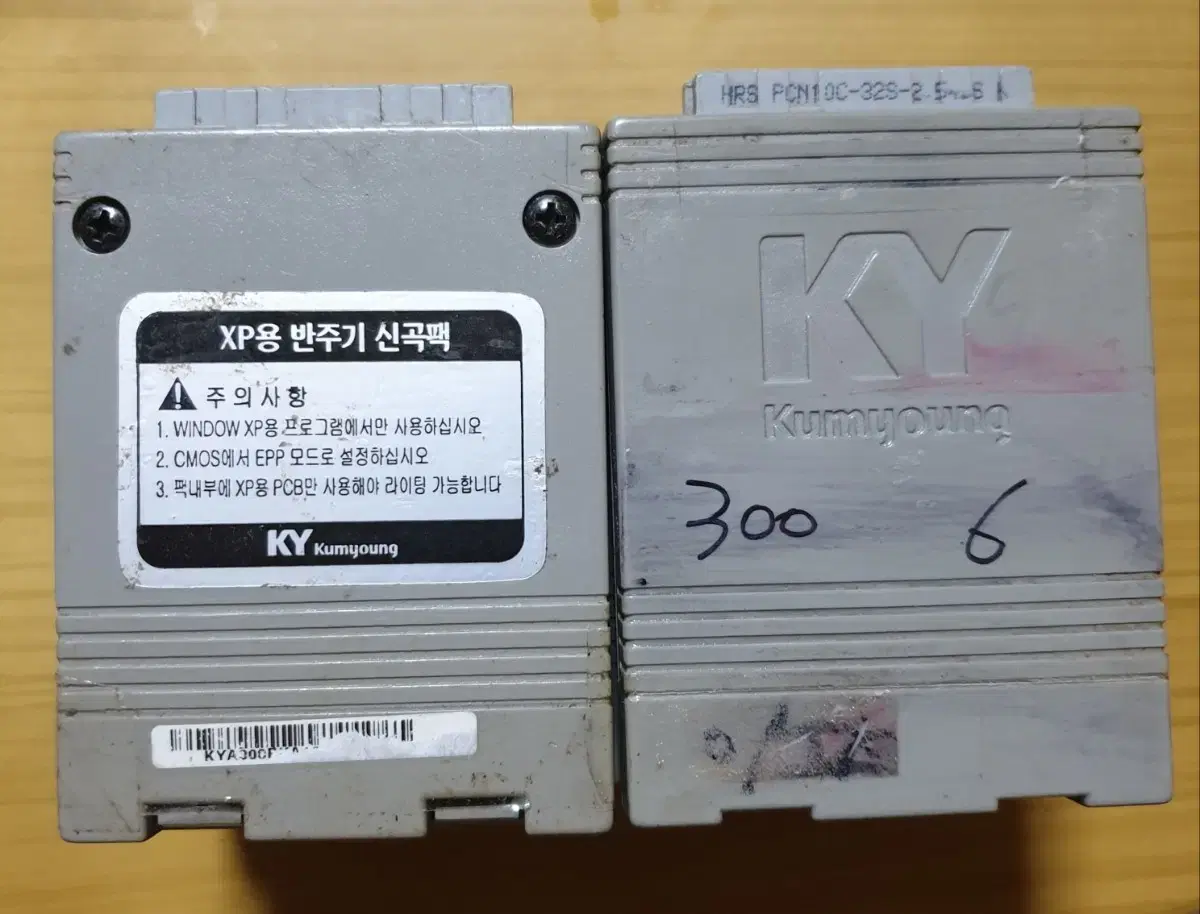 XP용 반주기 신곡팩
주의사항
1. WINDOW XP용 프로그램에서만 사용하십시오
2. CMOS에서 EPP 모드로 설정하십시오
3. 팩내부에 XP용 PCB만 사용해야 라이팅 가능합니다
KY Kumyoung
HRS PCN10C-32S-2.5
KY
Kumyoung
300 6